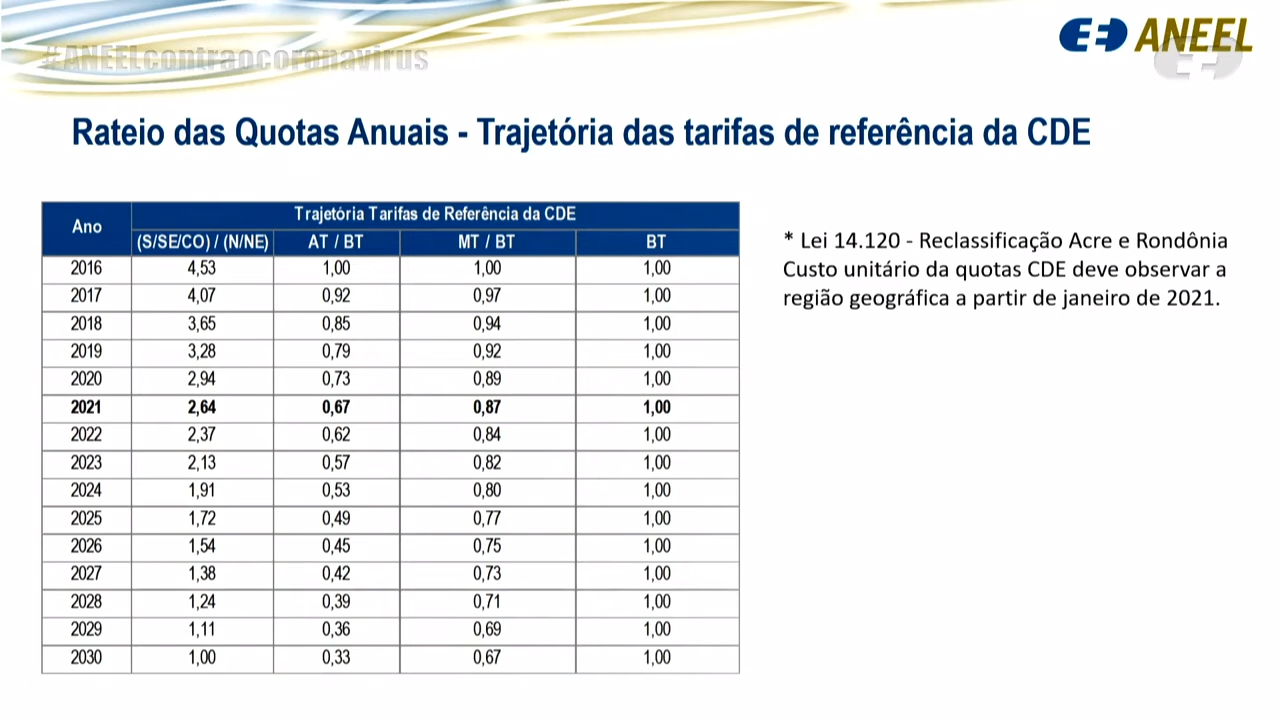 #ANEELcontraocoronavirus
ANEEL
Rateio das Quotas Anuais - Trajetória das tarifas de referência da CDE
Ano
Trajetória Tarifas de Referência da CDE
(S/SE/CO) / (N/NE) AT / BT MT / BT BT
2016 4,53 1,00 1,00 1,00
2017 4,07 0,92 0,97 1,00
2018 3,65 0,85 0,94 1,00
2019 3,28 0,79 0,92 1,00
2020 2,94 0,73 0,89 1,00
2021 2,64 0,67 0,87 1,00
2022 2,37 0,62 0,84 1,00
2023 2,13 0,57 0,82 1,00
2024 1,91 0,53 0,80 1,00
2025 1,72 0,49 0,77 1,00
2026 1,54 0,45 0,75 1,00
2027 1,38 0,42 0,73 1,00
2028 1,24 0,39 0,71 1,00
2029 1,11 0,36 0,69 1,00
2030 1,00 0,33 0,67 1,00
* Lei 14.120 - Reclassificação Acre e Rondônia
Custo unitário da quotas CDE deve observar a
região geográfica a partir de janeiro de 2021.